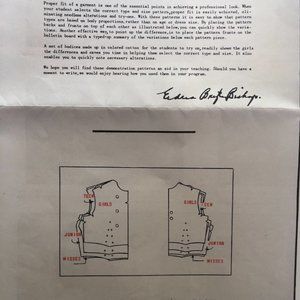 Proper fit of a garment is one of the essential points in achieving a professional look. When
your student selects the correct type and size pattern, proper fit is easily achieved, eli-
minating needless alterations and try-ons. With these patterns it is easy to show that pattern
types are based on body proportions, rather than on age or dress size. By placing the pattern
backs and fronts on top of each other as illustrated below, you can quickly show the varia-
tions. Another effective way to point up the difference is to place the pattern fronts on the
bulletin board with a typed-up summary of the variations below each pattern piece.
A set of bodices made up in colored cotton for the students to try on, really shows the girls
the differences and saves you time in helping them select the correct type and size. It also
enables you to quickly note necessary alterations.
We hope you will find these demonstration patterns an aid in your teaching. Should you have a
moment to write, we would enjoy hearing how you used them in your program.
Bishop.
TEEN
GIRLS
JUNIOR
MISSES
GIRLS
TEEN
JUNIOR
MISSES